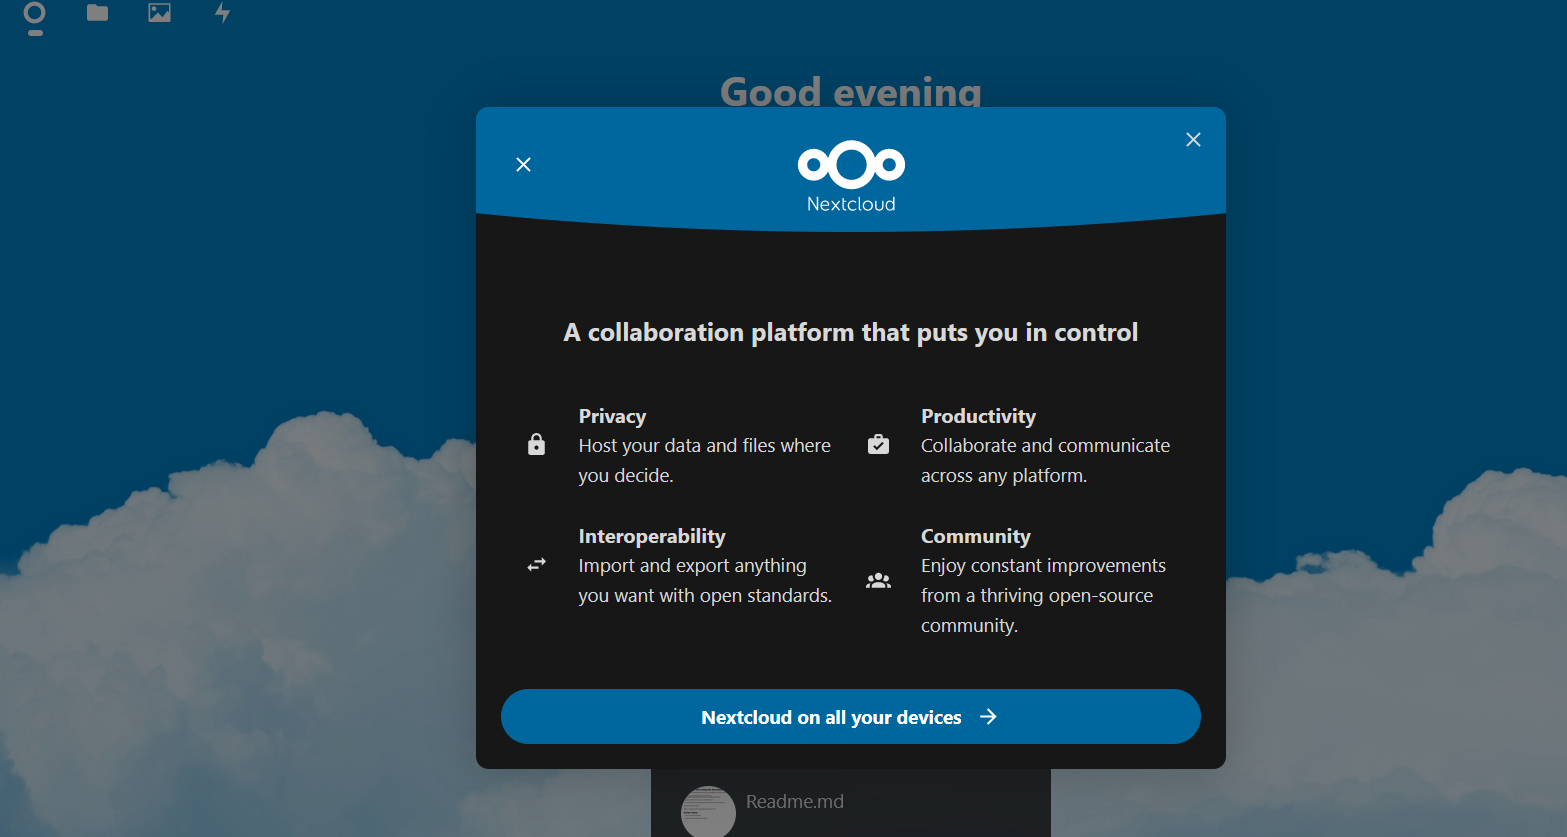 Good evening
Nextcloud
A collaboration platform that puts you in control
Privacy
Host your data and files where
you decide.
Productivity
Collaborate and communicate
across any platform.
Interoperability
Import and export anything
you want with open standards.
Community
Enjoy constant improvements
from a thriving open-source
community.
Nextcloud on all your devices
Readme.md